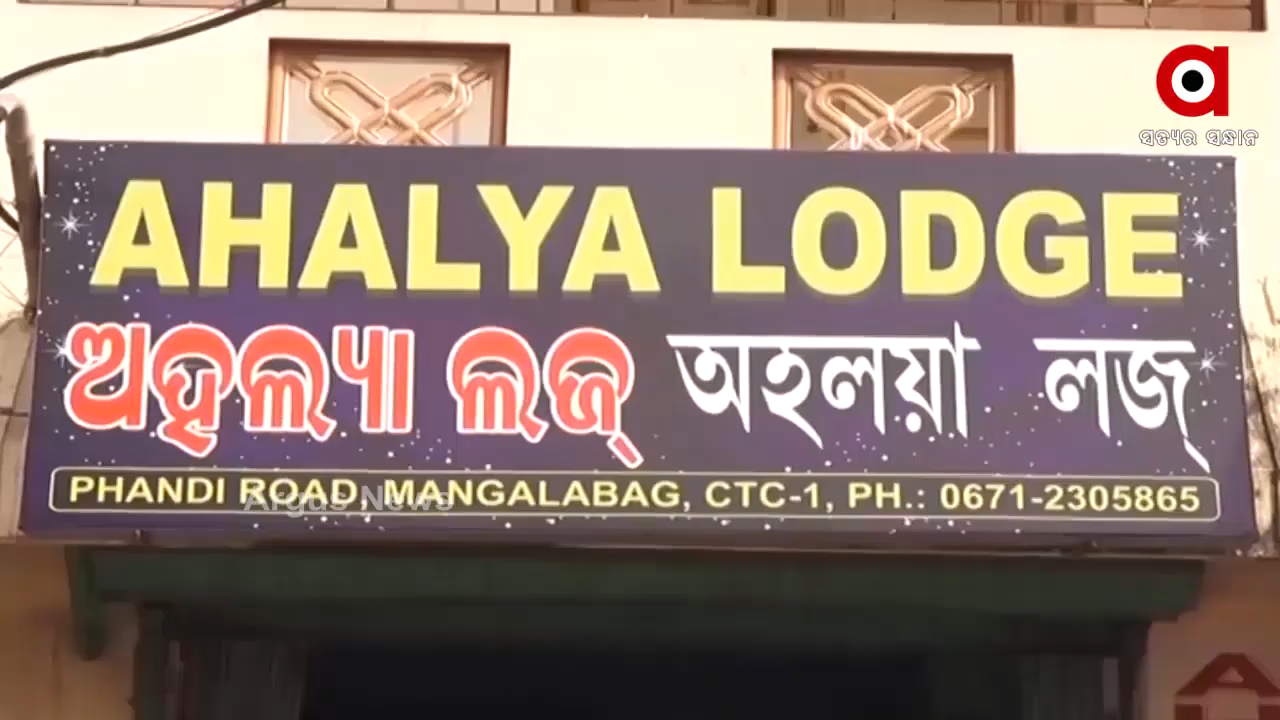 ସତ୍ୟର ସନ୍ଧାନ
AHALYA LODGE
ଅହଲ୍ୟା ଲଜ୍ অহলয়া লজ্
PHANDI ROAD, MANGALABAG, CTC-1, PH.: 0671-2305865
Argus News